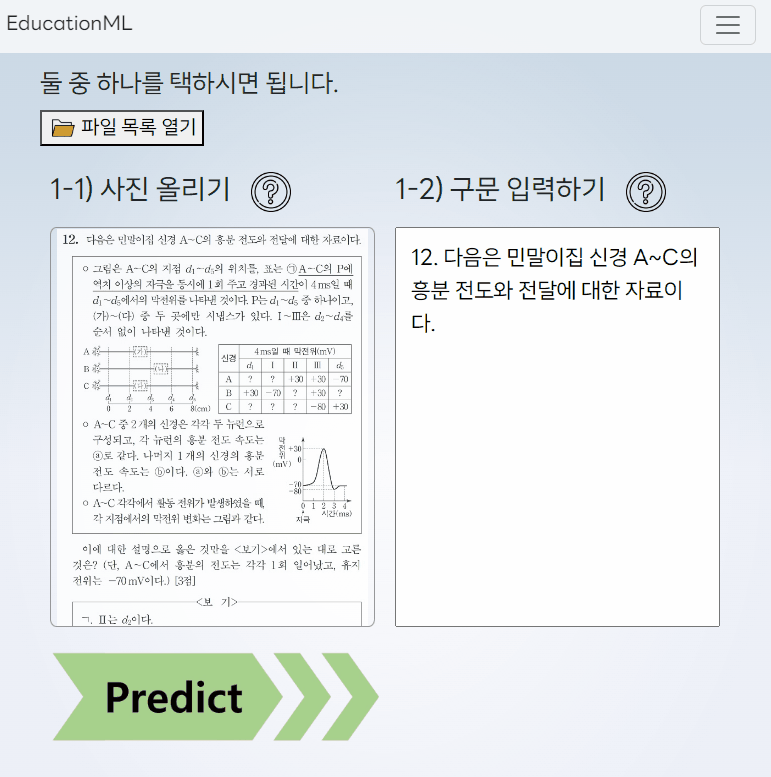 EducationML
둘 중 하나를 택하시면 됩니다.
파일 목록 열기
1-1) 사진 올리기
12. 다음은 민말이집 신경 A~C의 흥분 전도와 전달에 대한 자료이다.
○ 그림은 A~C의 지점 d₁~d₅의 위치를, 표는 ㉠ A~C의 P에
역치 이상의 자극을 동시에 1회 주고 경과된 시간이 4ms일 때
d₁~d₅에서의 막전위를 나타낸 것이다. P는 d₁~d₅ 중 하나이고,
(가)~(다) 중 두 곳에만 시냅스가 있다. Ⅰ~Ⅲ은 d₂~d₄를
순서 없이 나타낸 것이다.
A (가)
B (나)
C (다)
d₁ d₂ d₃ d₄ d₅
0 2 4 6 8(cm)
신경 4ms일 때 막전위(mV)
d₁ Ⅰ Ⅱ Ⅲ d₅
A ? ? +30 +30 -70
B +30 -70 ? +30 ?
C ? ? ? -80 +30
○ A~C 중 2개의 신경은 각각 두 뉴런으로
구성되고, 각 뉴런의 흥분 전도 속도는
ⓐ로 같다. 나머지 1개의 신경의 흥분
전도 속도는 ⓑ이다. ⓐ와 ⓑ는 서로
다르다.
○ A~C 각각에서 활동 전위가 발생하였을 때,
각 지점에서의 막전위 변화는 그림과 같다.
막전위(mV)
+30
0
-70
-80
0 1 2 3 4
자극 시간(ms)
이에 대한 설명으로 옳은 것만을 <보기>에서 있는 대로 고른
것은? (단, A~C에서 흥분의 전도는 각각 1회 일어났고, 휴지
전위는 -70mV이다.) [3점]
<보 기>
ㄱ. Ⅱ는 d₂이다.
1-2) 구문 입력하기
12. 다음은 민말이집 신경 A~C의
흥분 전도와 전달에 대한 자료이
다.
Predict